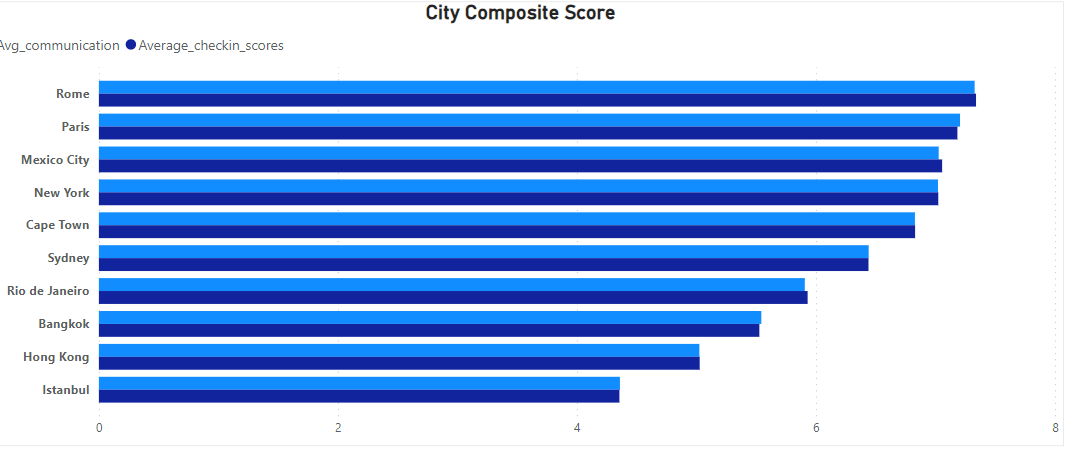 City Composite Score
Avg_communication Average_checkin_scores
Rome
Paris
Mexico City
New York
Cape Town
Sydney
Rio de Janeiro
Bangkok
Hong Kong
Istanbul
0 2 4 6 8